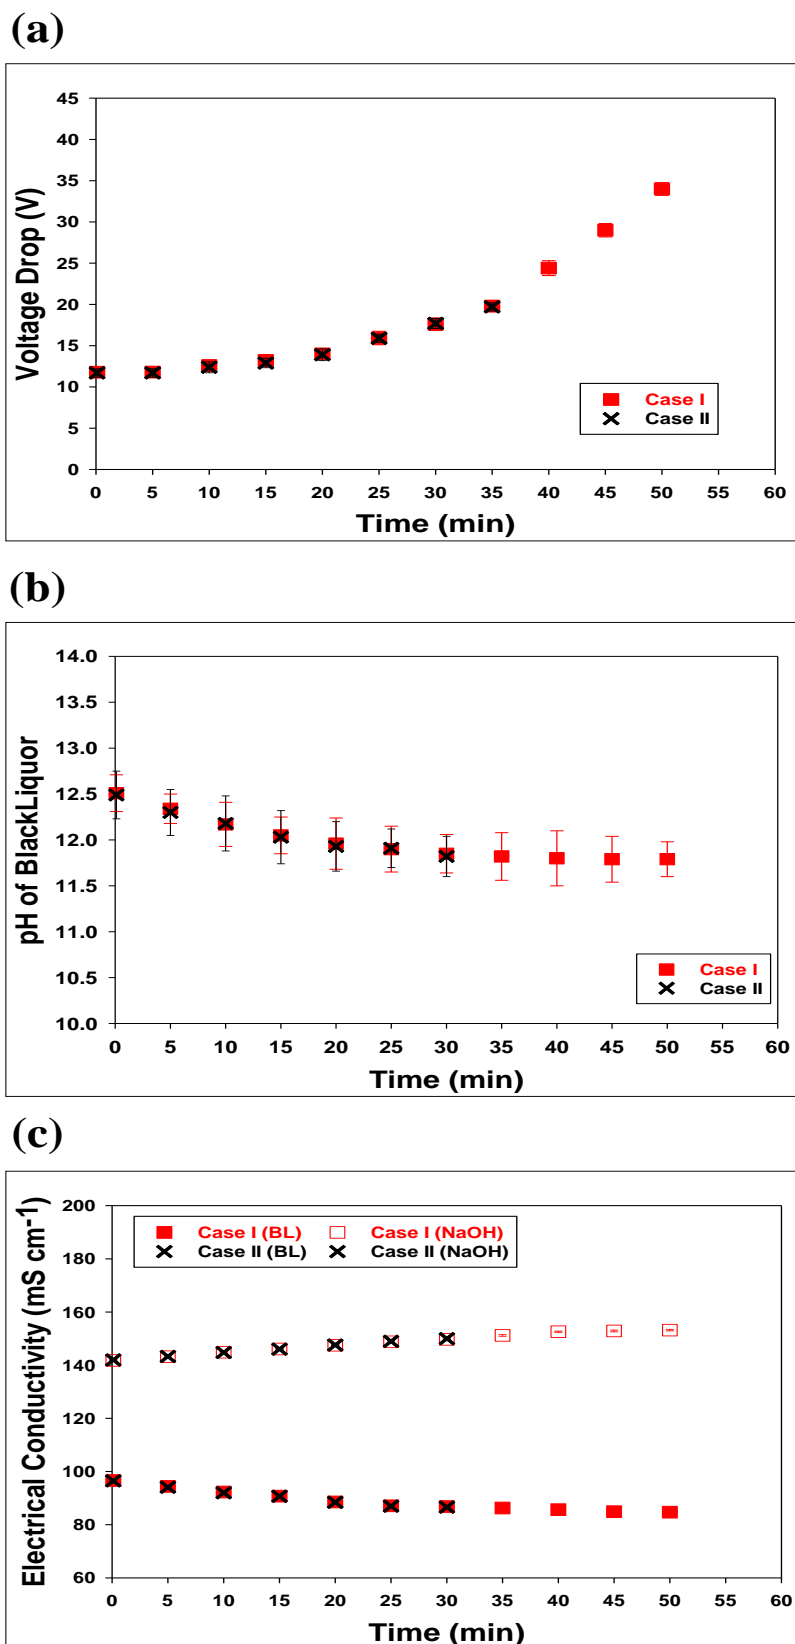 (a)
45
40
35
30
25
20
15
10
5
0
Voltage Drop (V)
Case I
Case II
0 5 10 15 20 25 30 35 40 45 50 55 60
Time (min)
(b)
14.0
13.5
13.0
12.5
12.0
11.5
11.0
10.5
10.0
pH of BlackLiquor
Case I
Case II
0 5 10 15 20 25 30 35 40 45 50 55 60
Time (min)
(c)
200
180
160
140
120
100
80
60
Electrical Conductivity (mS cm-1)
Case I (BL) Case I (NaOH)
Case II (BL) Case II (NaOH)
0 5 10 15 20 25 30 35 40 45 50 55 60
Time (min)